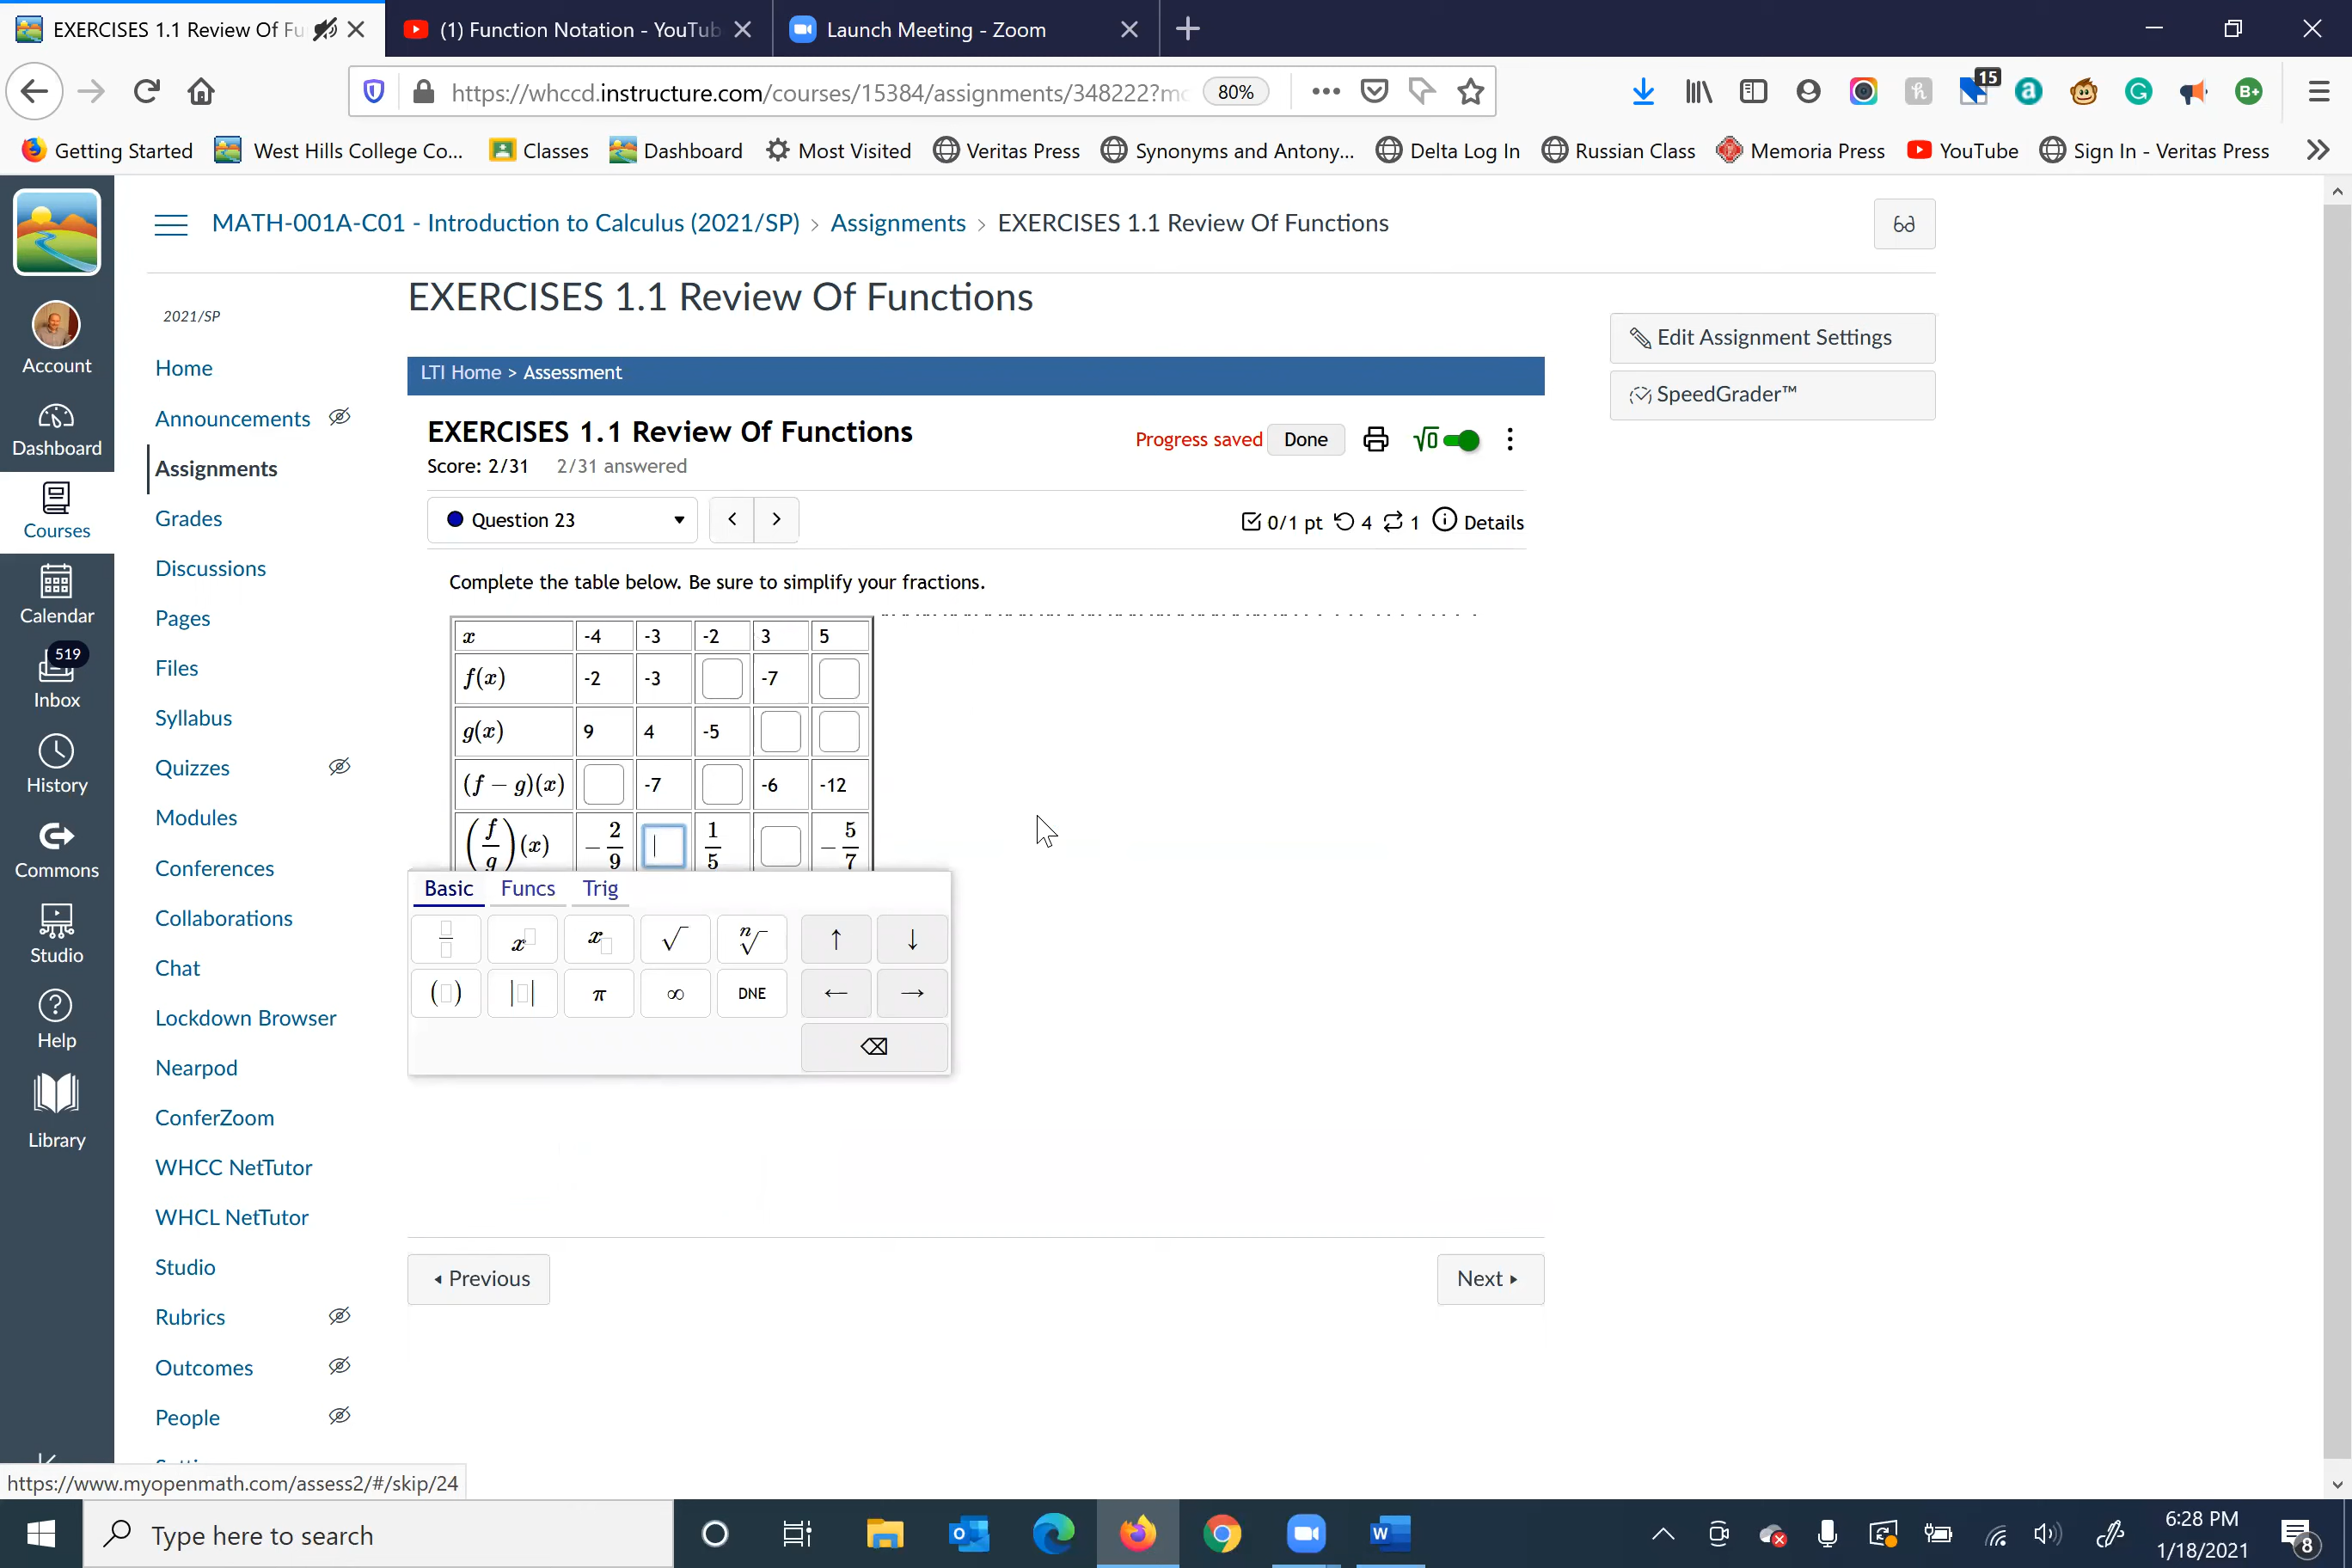 EXERCISES 1.1 Review Of Fu
(1) Function Notation - YouTub
Launch Meeting - Zoom
https://whccd.instructure.com/courses/15384/assignments/348222?mo
80%
15
Getting Started
West Hills College Co...
Classes
Dashboard
Most Visited
Veritas Press
Synonyms and Antony...
Delta Log In
Russian Class
Memoria Press
YouTube
Sign In - Veritas Press
MATH-001A-C01 - Introduction to Calculus (2021/SP) › Assignments › EXERCISES 1.1 Review Of Functions
Account
Dashboard
Courses
Calendar
519
Inbox
History
Commons
Studio
Help
Library
2021/SP
Home
Announcements
Assignments
Grades
Discussions
Pages
Files
Syllabus
Quizzes
Modules
Conferences
Collaborations
Chat
Lockdown Browser
Nearpod
ConferZoom
WHCC NetTutor
WHCL NetTutor
Studio
Rubrics
Outcomes
People
EXERCISES 1.1 Review Of Functions
Edit Assignment Settings
SpeedGrader™
LTI Home > Assessment
EXERCISES 1.1 Review Of Functions
Progress saved Done √0
Score: 2/31 2/31 answered
Question 23
< >
0/1 pt 4 1 Details
Complete the table below. Be sure to simplify your fractions.
x -4 -3 -2 3 5
f(x) -2 -3 -7
g(x) 9 4 -5
(f − g)(x) -7 -6 -12
(f/g)(x) −2/9 1/5 −5/7
Basic Funcs Trig
x x √ n√ ↑ ↓
() || π ∞ DNE ← →
Previous
Next
https://www.myopenmath.com/assess2/#/skip/24
Type here to search
6:28 PM
1/18/2021
8